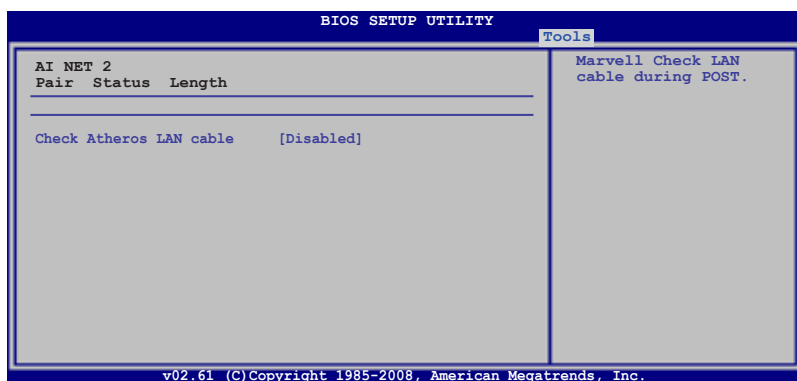 BIOS SETUP UTILITY
Tools
AI NET 2
Pair Status Length
Check Atheros LAN cable [Disabled]
Marvell Check LAN
cable during POST.
v02.61 (C)Copyright 1985-2008, American Megatrends, Inc.